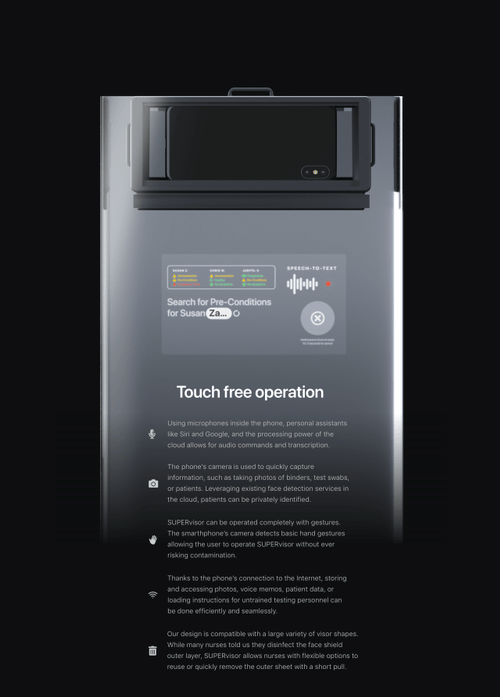 SUSAN Z.
SPEECH-TO-TEXT
Search for Pre-Conditions
for Susan Za...
Touch free operation
Using microphones inside the phone, personal assistants
like Siri and Google, and the processing power of the
cloud allows for audio commands and transcription.
The phone's camera is used to quickly capture
information, such as taking photos of binders, test swabs,
or patients. Leveraging existing face detection services in
the cloud, patients can be privately identified.
SUPERvisor can be operated completely with gestures.
The smarthphone's camera detects basic hand gestures
allowing the user to operate SUPERvisor without ever
risking contamination.
Thanks to the phone's connection to the Internet, storing
and accessing photos, voice memos, patient data, or
loading instructions for untrained testing personnel can
be done efficiently and seamlessly.
Our design is compatible with a large variety of visor shapes.
While many nurses told us they disinfect the face shield
outer layer, SUPERvisor allows nurses with flexible options to
reuse or quickly remove the outer sheet with a short pull.